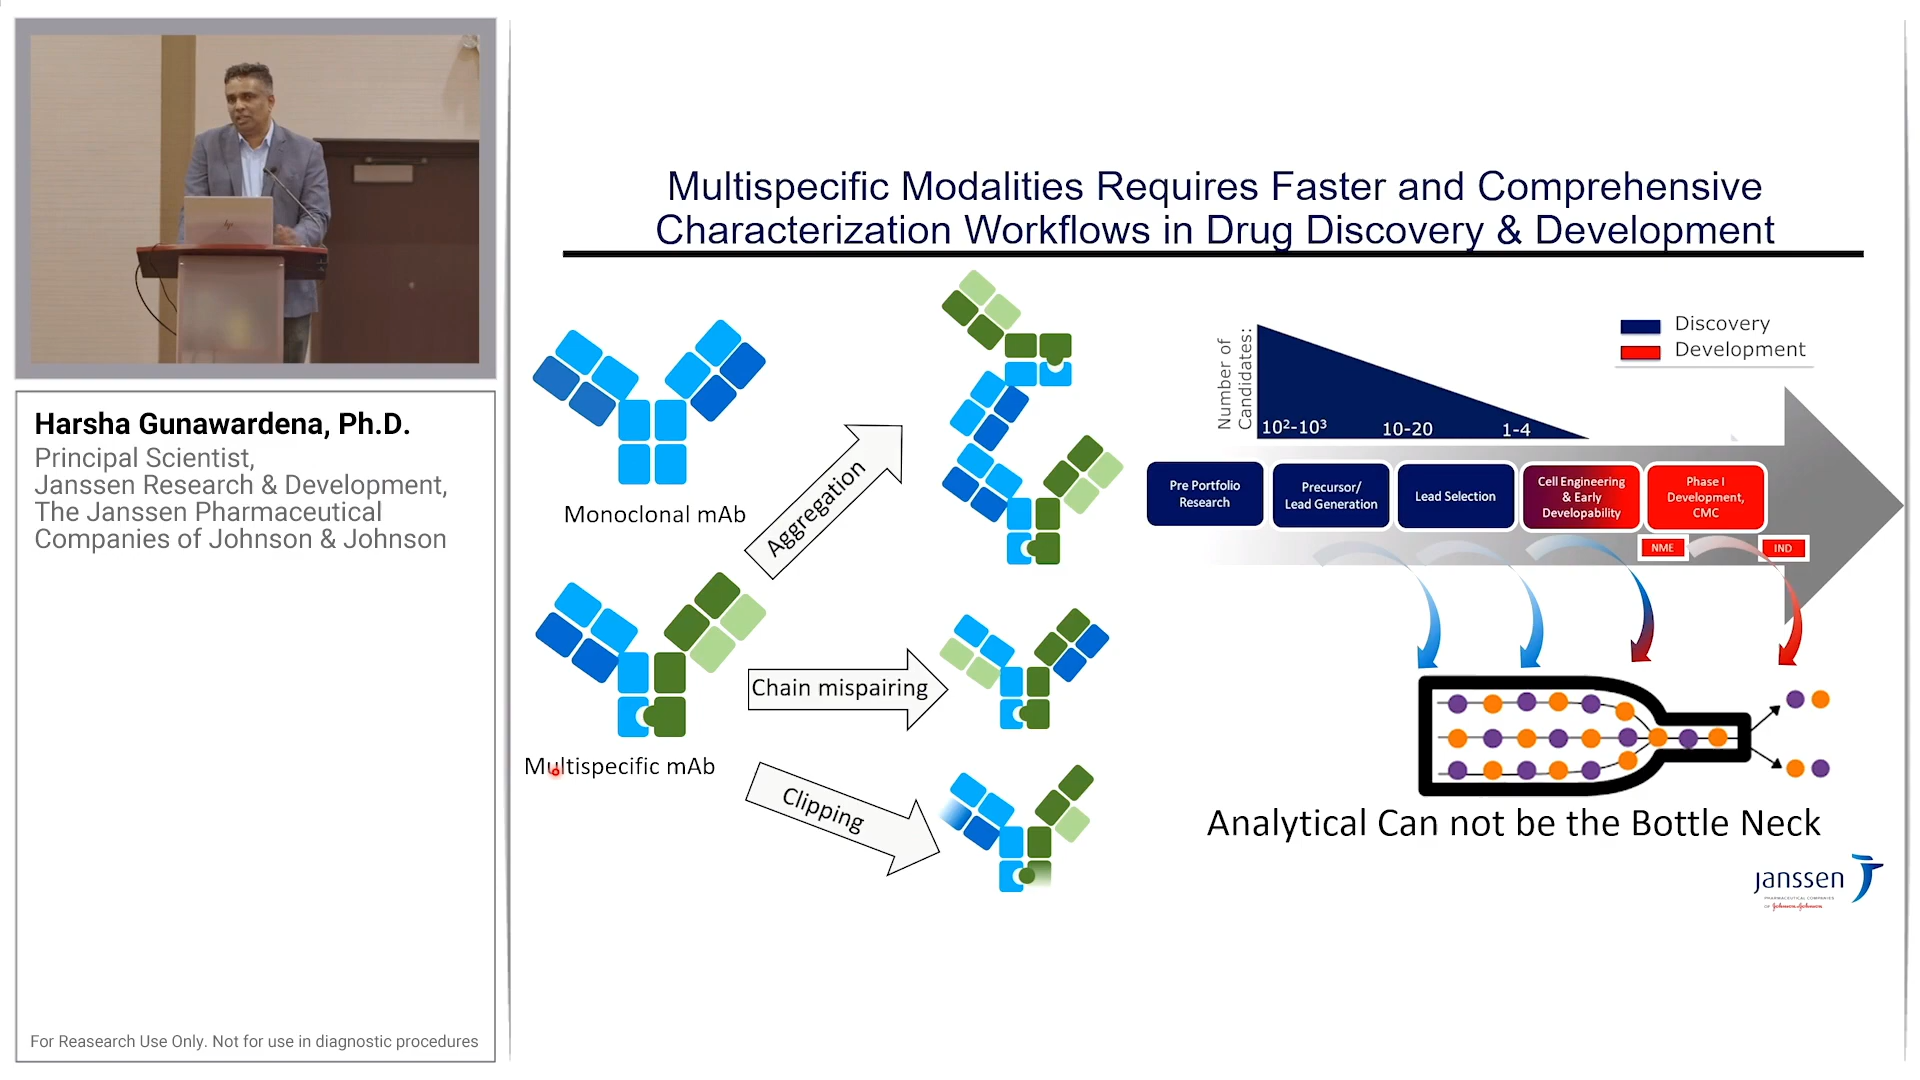 Harsha Gunawardena, Ph.D.
Principal Scientist,
Janssen Research & Development,
The Janssen Pharmaceutical
Companies of Johnson & Johnson
For Reasearch Use Only. Not for use in diagnostic procedures
Multispecific Modalities Requires Faster and Comprehensive
Characterization Workflows in Drug Discovery & Development
Monoclonal mAb
Multispecific mAb
Aggregation
Chain mispairing
Clipping
Number of
Candidates:
10²-10³
10-20
1-4
Discovery
Development
Pre Portfolio
Research
Precursor/
Lead Generation
Lead Selection
Cell Engineering
& Early
Developability
Phase I
Development,
CMC
NME
IND
Analytical Can not be the Bottle Neck
janssen
PHARMACEUTICAL COMPANIES
OF Johnson & Johnson
hp